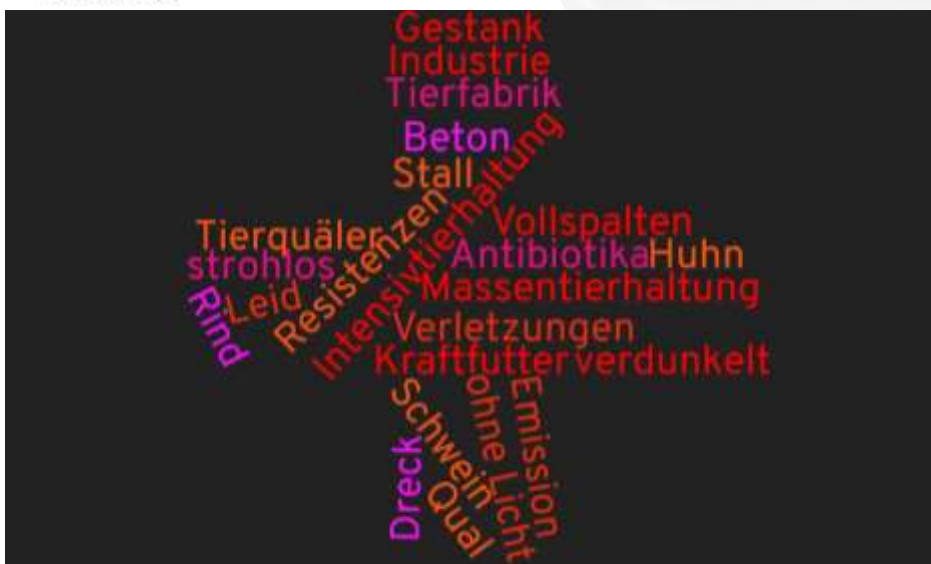 Gestank
Industrie
Tierfabrik
Beton
Stall
Intensivtierhaltung
Resistenzen
Vollspalten
Tierquäler
Antibiotika
Huhn
strohlos
Leid
Rind
Massentierhaltung
Verletzungen
Kraftfutter
verdunkelt
Schwein
ohne Licht
Emission
Dreck
Qual